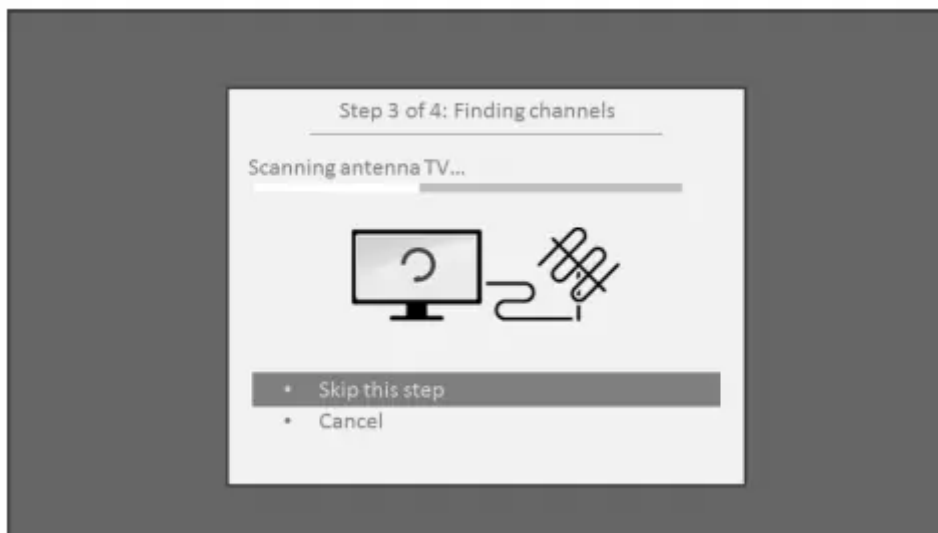 Step 3 of 4: Finding channels
Scanning antenna TV...
• Skip this step
• Cancel